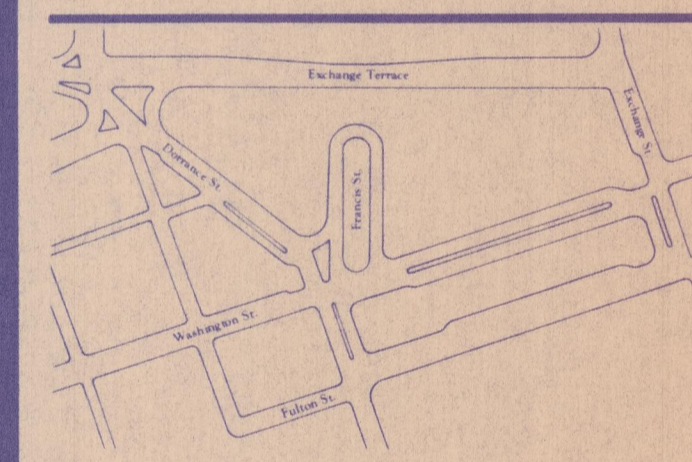 Exchange Terrace
Exchange St.
Dorrance St.
Francis St.
Washington St.
Fulton St.